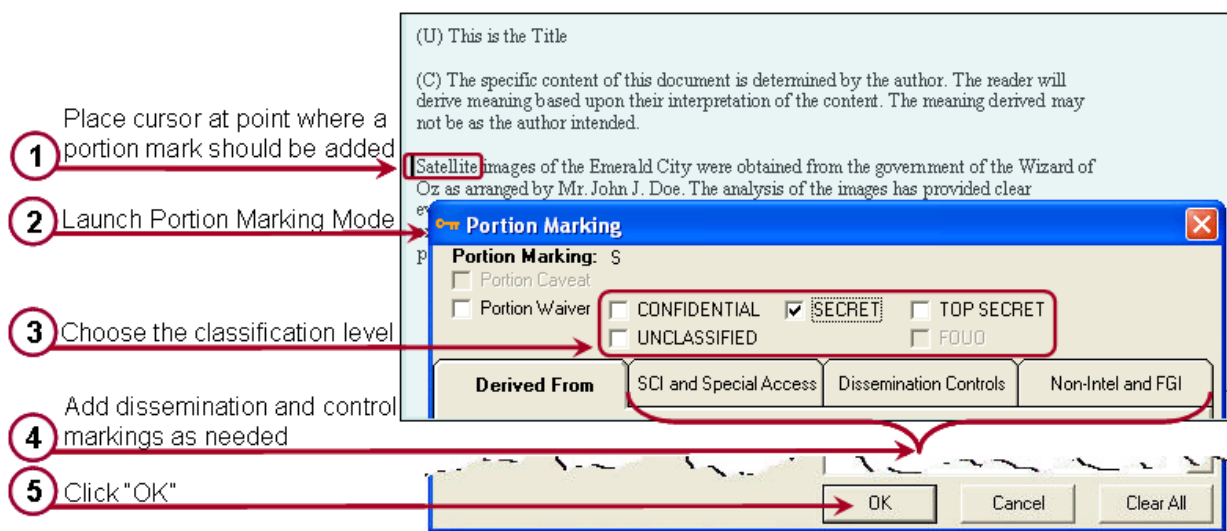 (U) This is the Title
(C) The specific content of this document is determined by the author. The reader will
derive meaning based upon their interpretation of the content. The meaning derived may
not be as the author intended.
Place cursor at point where a
portion mark should be added
1
Satellite images of the Emerald City were obtained from the government of the Wizard of
Oz as arranged by Mr. John J. Doe. The analysis of the images has provided clear
2 Launch Portion Marking Mode
Portion Marking
Portion Marking: S
Portion Caveat
Portion Waiver CONFIDENTIAL SECRET TOP SECRET
3 Choose the classification level
UNCLASSIFIED FOUO
Derived From SCI and Special Access Dissemination Controls Non-Intel and FGI
Add dissemination and control
4 markings as needed
5 Click "OK"
OK Cancel Clear All